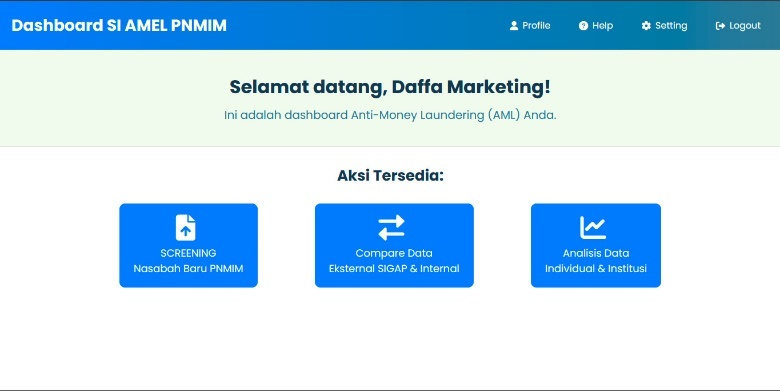 Dashboard SI AMEL PNMIM
Profile
Help
Setting
Logout
Selamat datang, Daffa Marketing!
Ini adalah dashboard Anti-Money Laundering (AML) Anda.
Aksi Tersedia:
SCREENING
Nasabah Baru PNMIM
Compare Data
Eksternal SIGAP & Internal
Analisis Data
Individual & Institusi